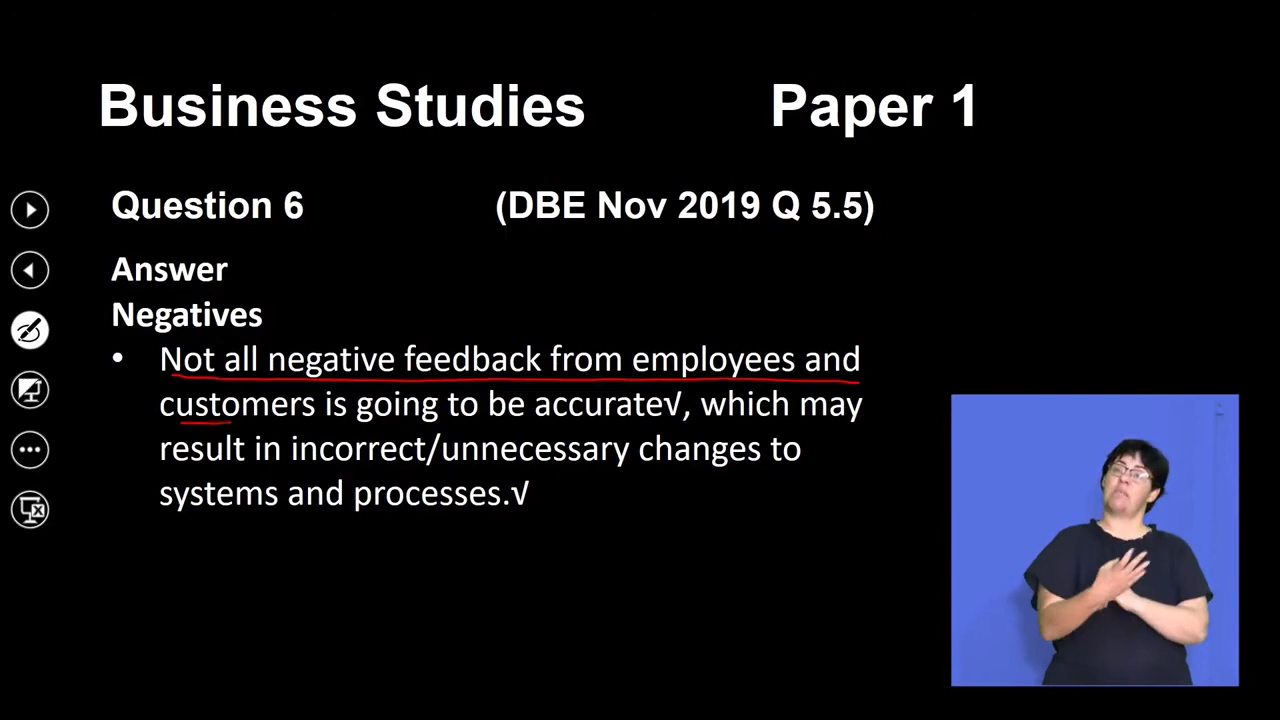 Business Studies Paper 1
Question 6 (DBE Nov 2019 Q 5.5)
Answer
Negatives
• Not all negative feedback from employees and
customers is going to be accurate√, which may
result in incorrect/unnecessary changes to
systems and processes.√